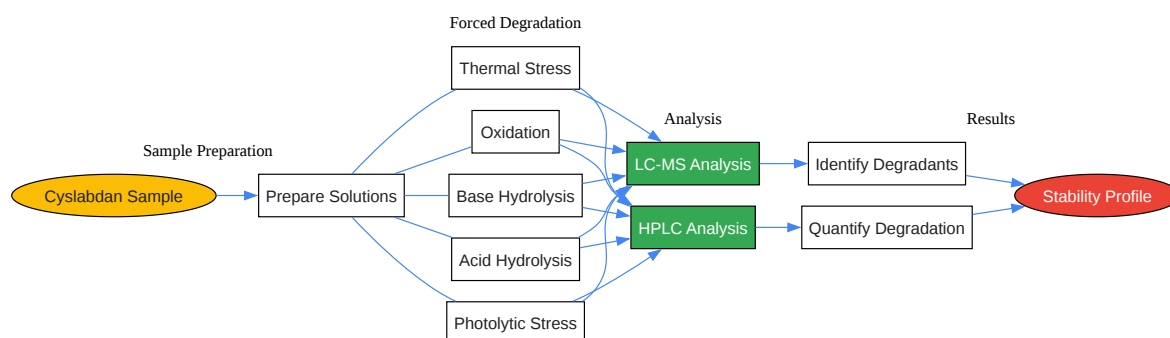 Forced Degradation
Thermal Stress
Oxidation
Analysis
Results
Sample Preparation
LC-MS Analysis
Identify Degradants
Cyslabdan Sample
Prepare Solutions
Base Hydrolysis
Stability Profile
HPLC Analysis
Quantify Degradation
Acid Hydrolysis
Photolytic Stress